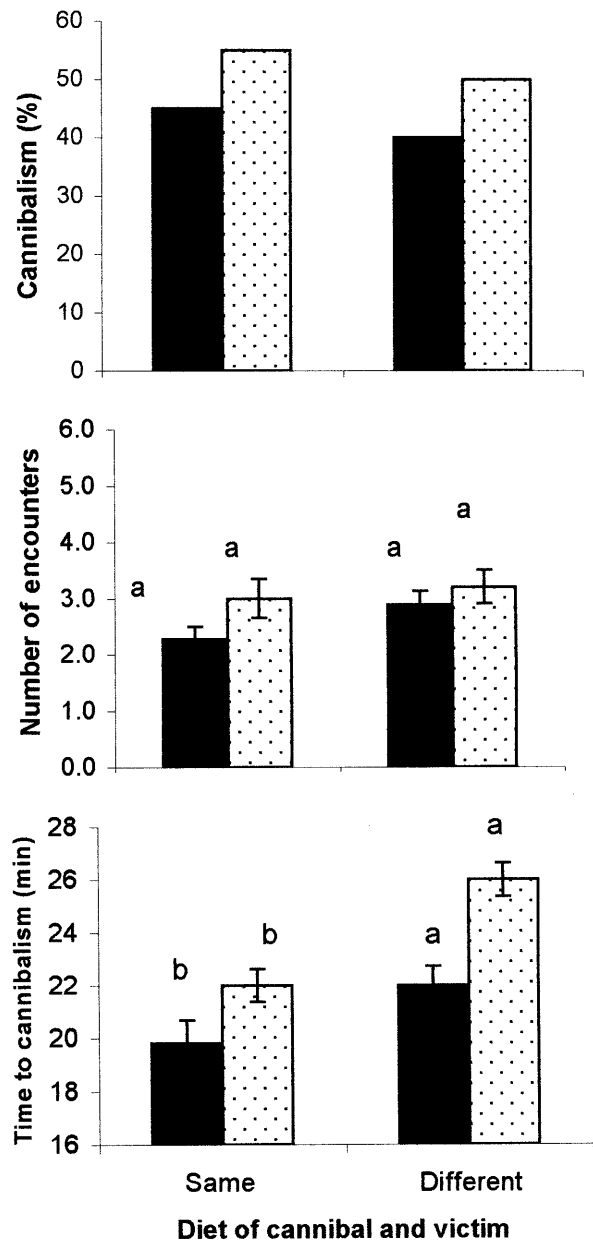 60
50
40
30
20
10
0
Cannibalism (%)
6.0
5.0
4.0
3.0
2.0
1.0
0.0
Number of encounters
a
a
a
a
28
26
24
22
20
18
16
Time to cannibalism (min)
b
b
a
a
Same
Different
Diet of cannibal and victim